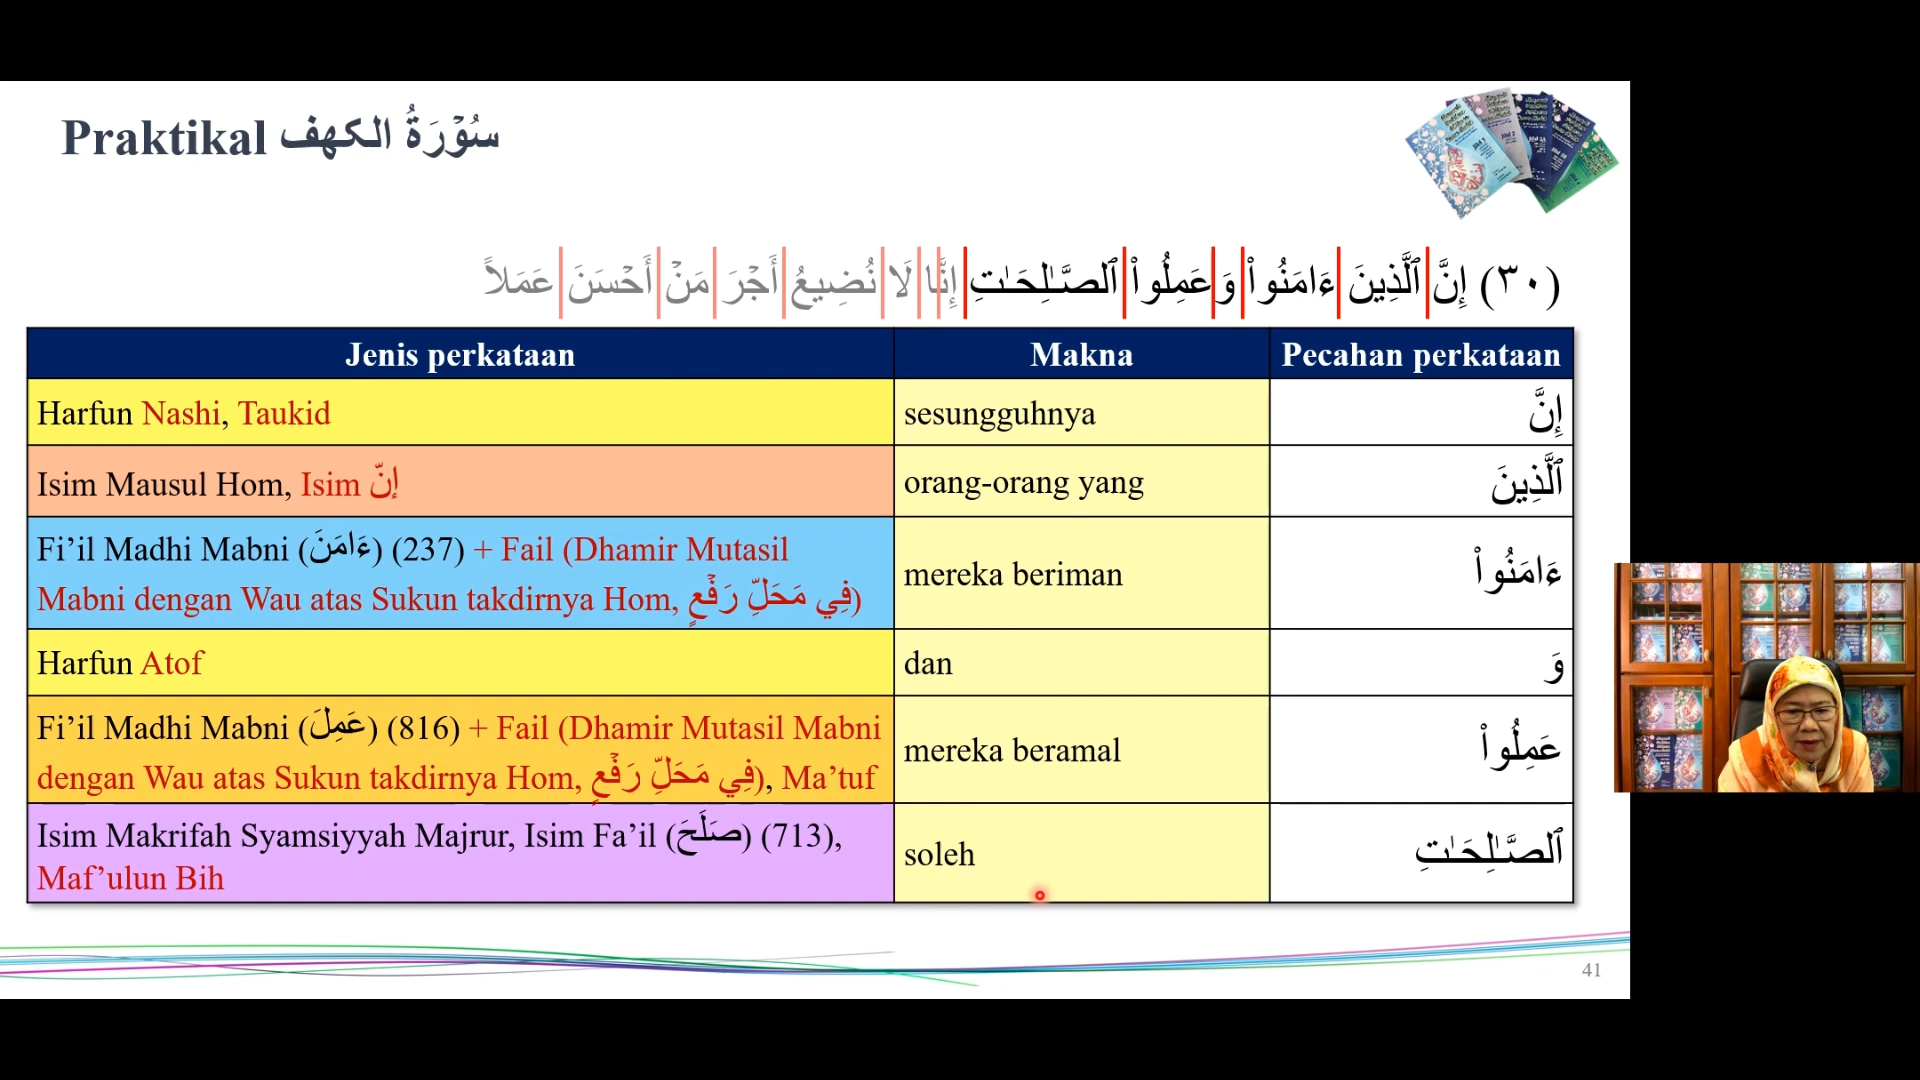 Praktikal سُوْرَةُ الكهف
(٣٠) إِنَّ ٱلَّذِينَ ءَامَنُوا۟ وَعَمِلُوا۟ ٱلصَّـٰلِحَـٰتِ إِنَّا لَا نُضِيعُ أَجْرَ مَنْ أَحْسَنَ عَمَلاً
Jenis perkataan Makna Pecahan perkataan
Harfun Nashi, Taukid sesungguhnya إِنَّ
Isim Mausul Hom, Isim إنّ orang-orang yang ٱلَّذِينَ
Fi’il Madhi Mabni (ءَامَنَ) (237) + Fail (Dhamir Mutasil
Mabni dengan Wau atas Sukun takdirnya Hom, فِي مَحَلِّ رَفْعٍ) mereka beriman ءَامَنُوا۟
Harfun Atof dan وَ
Fi’il Madhi Mabni (عَمِلَ) (816) + Fail (Dhamir Mutasil Mabni
dengan Wau atas Sukun takdirnya Hom, فِي مَحَلِّ رَفْعٍ), Ma’tuf mereka beramal عَمِلُوا۟
Isim Makrifah Syamsiyyah Majrur, Isim Fa’il (صَلَحَ) (713),
Maf’ulun Bih soleh ٱلصَّـٰلِحَـٰتِ
41